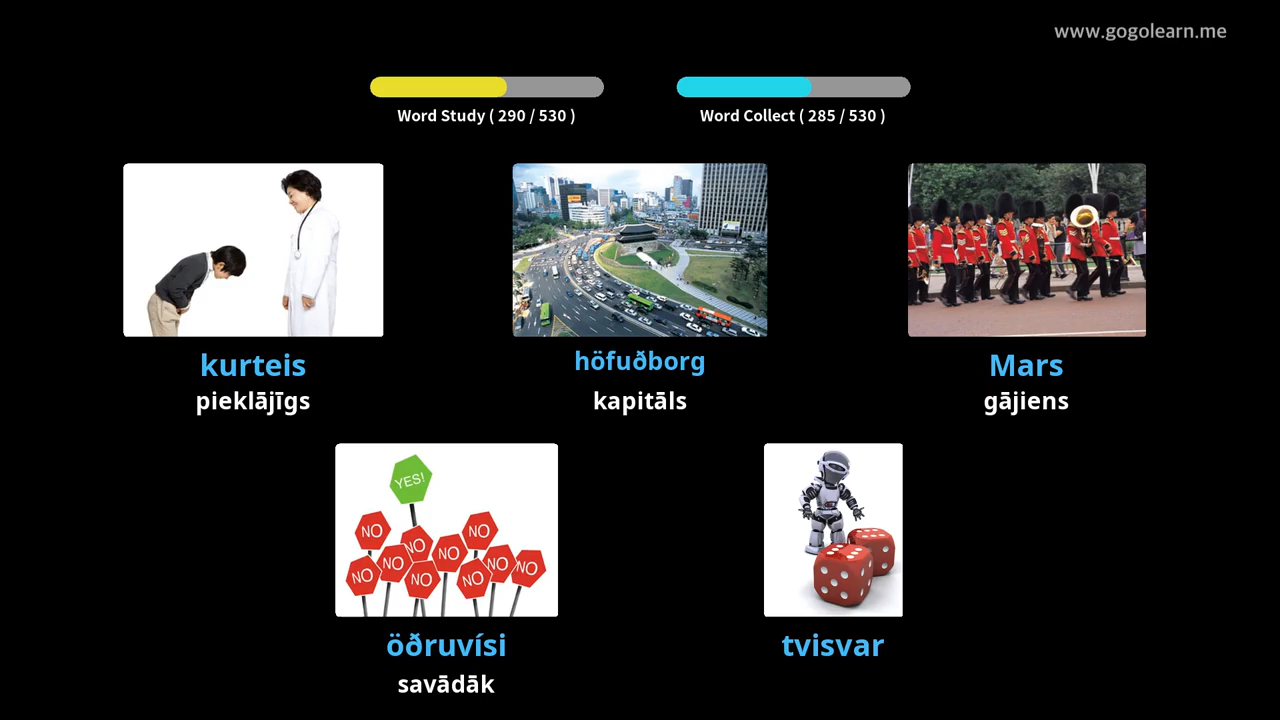 www.gogolearn.me
Word Study ( 290 / 530 )
Word Collect ( 285 / 530 )
kurteis
pieklājīgs
höfuðborg
kapitāls
Mars
gājiens
YES!
NO
NO
NO
NO
NO
NO
NO
NO
NO
NO
öðruvísi
savādāk
tvisvar